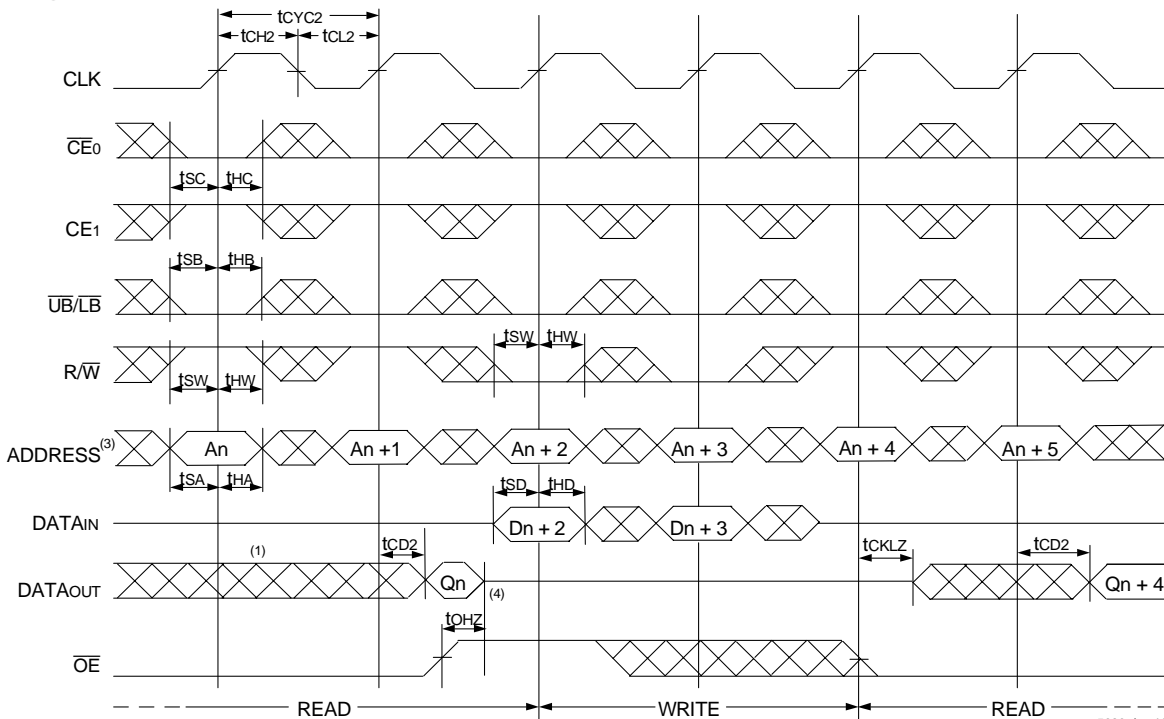 tCYC2
tCH2 tCL2
CLK
CE0
tSC tHC
CE1
tSB tHB
UB/LB
tSW tHW
R/W
tSW tHW
ADDRESS(3) An An +1 An + 2 An + 3 An + 4 An + 5
tSA tHA
tSD tHD
DATAIN Dn + 2 Dn + 3
tCD2 tCKLZ tCD2
(1)
DATAOUT Qn (4) Qn + 4
tOHZ
OE
READ WRITE READ